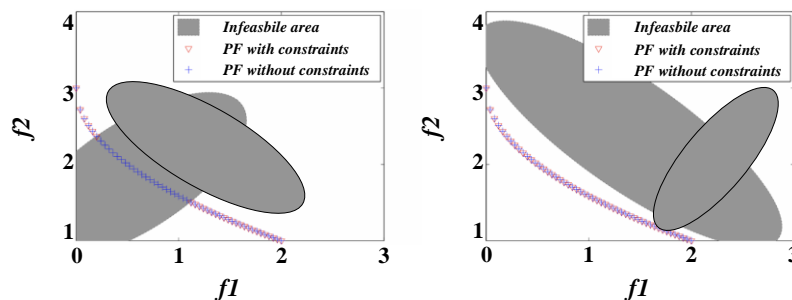 4
3
2
1
f2
Infeasbile area
PF with constraints
PF without constraints
0
1
2
3
f1
4
3
2
1
f2
Infeasbile area
PF with constraints
PF without constraints
0
1
2
3
f1